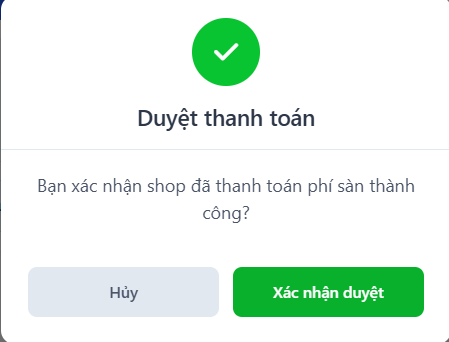 Duyệt thanh toán
Bạn xác nhận shop đã thanh toán phí sàn thành
công?
Hủy
Xác nhận duyệt